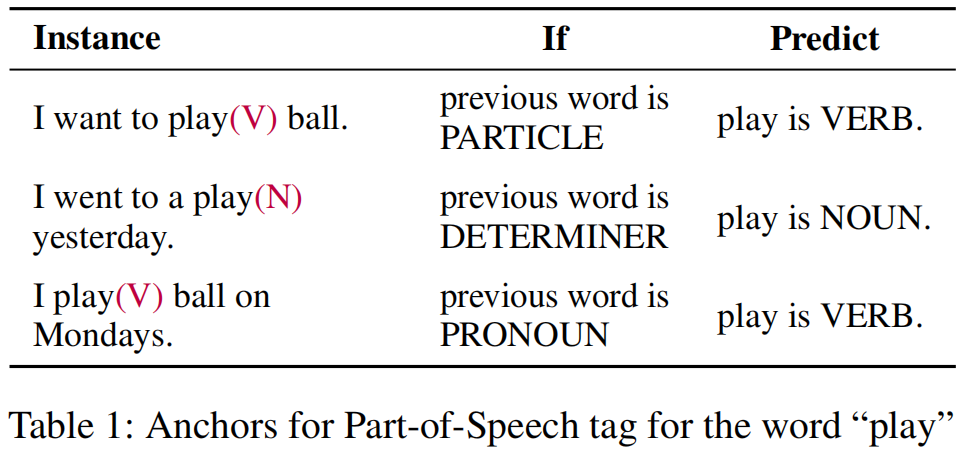 Instance If Predict
I want to play(V) ball. previous word is PARTICLE play is VERB.
I went to a play(N) yesterday. previous word is DETERMINER play is NOUN.
I play(V) ball on Mondays. previous word is PRONOUN play is VERB.
Table 1: Anchors for Part-of-Speech tag for the word “play”